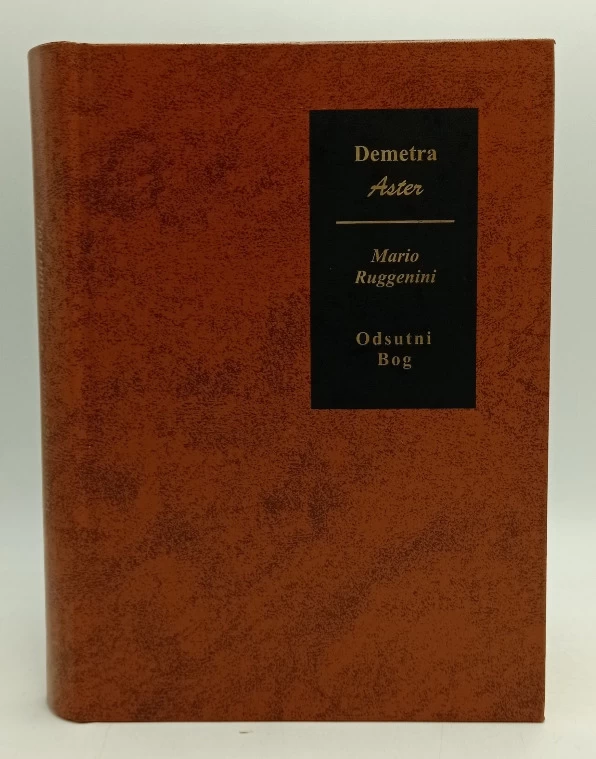 Demetra
Aster
Mario
Ruggenini
Odsutni
Bog